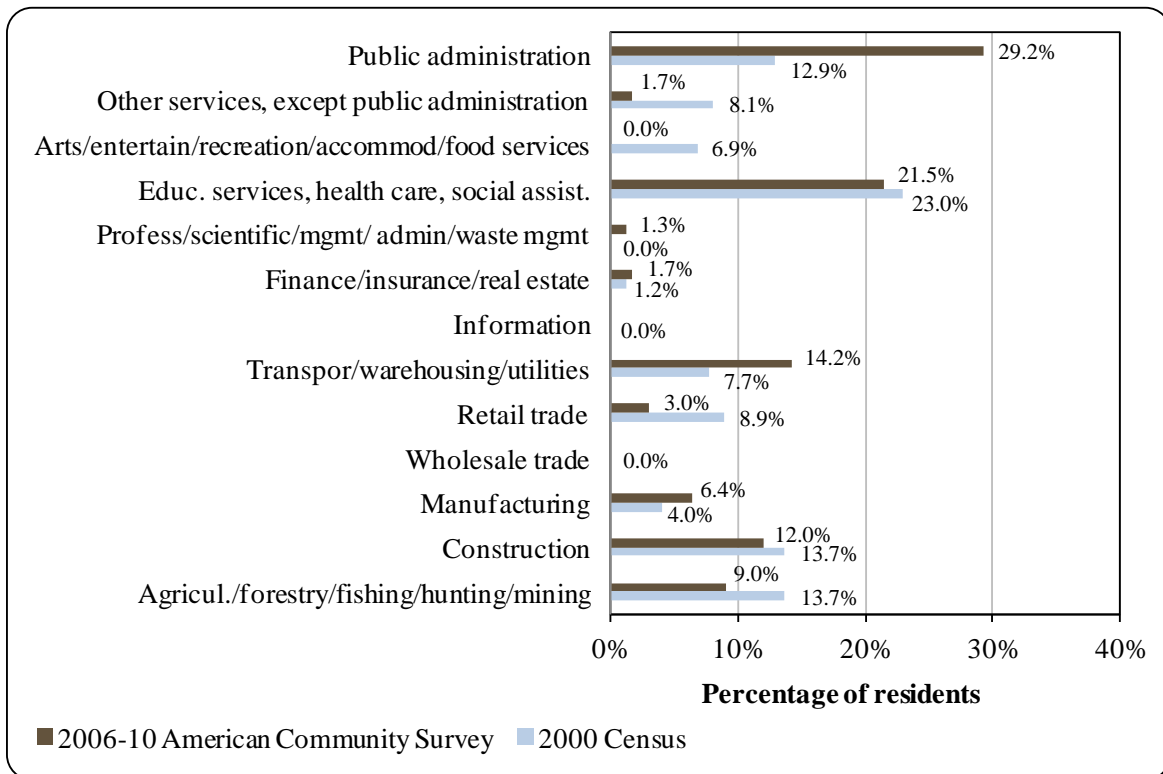 Public administration
29.2%
12.9%
Other services, except public administration
1.7%
8.1%
Arts/entertain/recreation/accommod/food services
0.0%
6.9%
Educ. services, health care, social assist.
21.5%
23.0%
Profess/scientific/mgmt/ admin/waste mgmt
1.3%
0.0%
Finance/insurance/real estate
1.7%
1.2%
Information
0.0%
Transpor/warehousing/utilities
14.2%
7.7%
Retail trade
3.0%
8.9%
Wholesale trade
0.0%
Manufacturing
6.4%
4.0%
Construction
12.0%
13.7%
Agricul./forestry/fishing/hunting/mining
9.0%
13.7%
0% 10% 20% 30% 40%
Percentage of residents
2006-10 American Community Survey 2000 Census